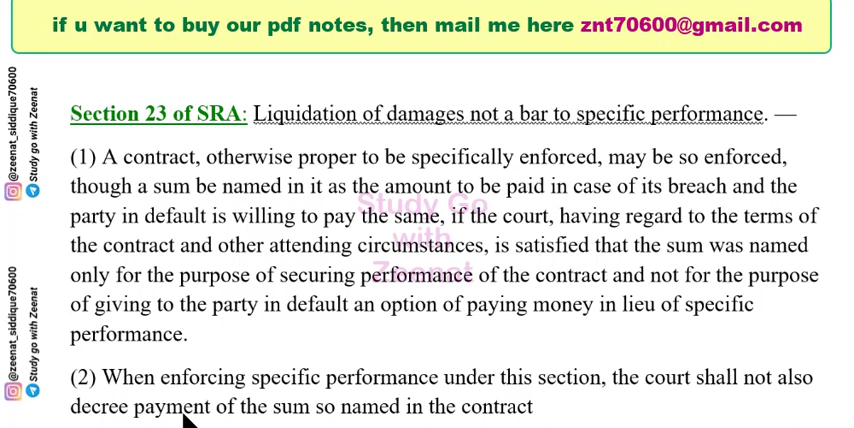 if u want to buy our pdf notes, then mail me here znt70600@gmail.com
@zeenat_siddique70600
Study go with Zeenat
Section 23 of SRA: Liquidation of damages not a bar to specific performance. —
(1) A contract, otherwise proper to be specifically enforced, may be so enforced,
though a sum be named in it as the amount to be paid in case of its breach and the
party in default is willing to pay the same, if the court, having regard to the terms of
the contract and other attending circumstances, is satisfied that the sum was named
only for the purpose of securing performance of the contract and not for the purpose
of giving to the party in default an option of paying money in lieu of specific
performance.
Study Go
with
Zeenat
@zeenat_siddique70600
Study go with Zeenat
(2) When enforcing specific performance under this section, the court shall not also
decree payment of the sum so named in the contract